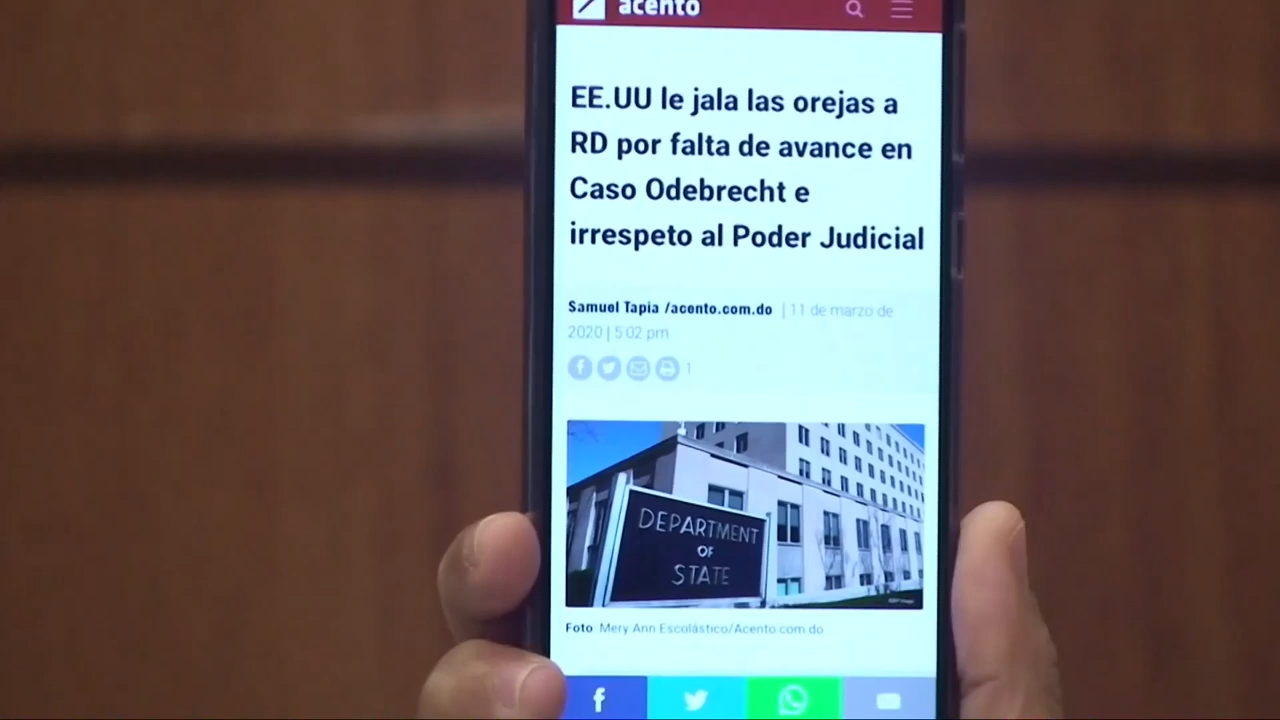 acento
EE.UU le jala las orejas a
RD por falta de avance en
Caso Odebrecht e
irrespeto al Poder Judicial
Samuel Tapia /acento.com.do | 11 de marzo de
2020 | 5:02 pm
1
DEPARTMENT
OF
STATE
Foto: Mery Ann Escolástico/Acento.com.do